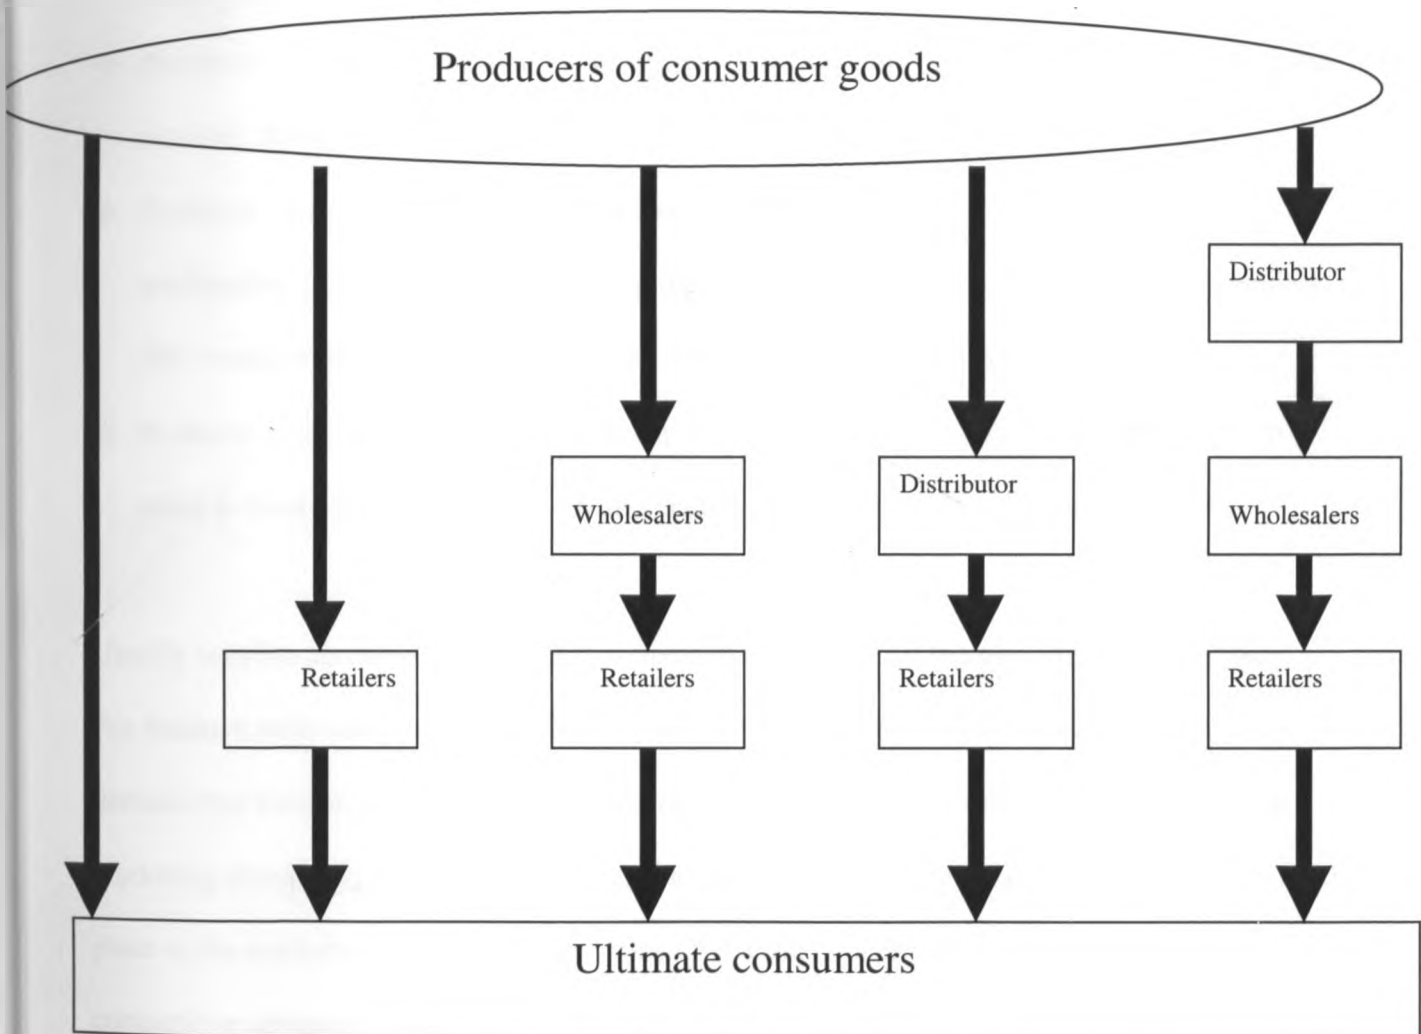 Producers of consumer goods
Distributor
Distributor
Wholesalers
Wholesalers
Retailers
Retailers
Retailers
Retailers
Ultimate consumers